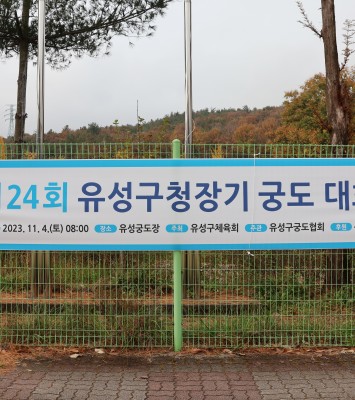 24회 유성구청장기 궁도
2023. 11. 4.(토) 08:00 장소 유성궁도장 주최 유성구체육회 주관 유성구궁도협회 후원